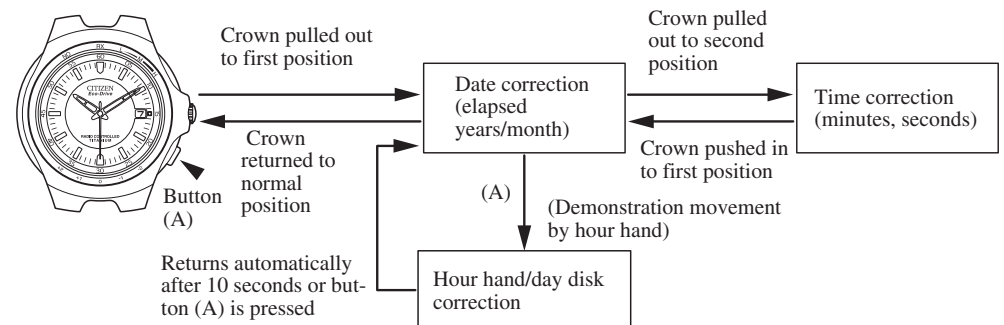 Crown pulled out
to first position
Crown pulled
out to second
position
CITIZEN
Eco-Drive
RADIO CONTROLLED
TITANIUM
Date correction
(elapsed
years/month)
Time correction
(minutes, seconds)
Crown
returned to
normal
position
Crown pushed in
to first position
Button
(A)
(A)
(Demonstration movement
by hour hand)
Returns automatically
after 10 seconds or but-
ton (A) is pressed
Hour hand/day disk
correction